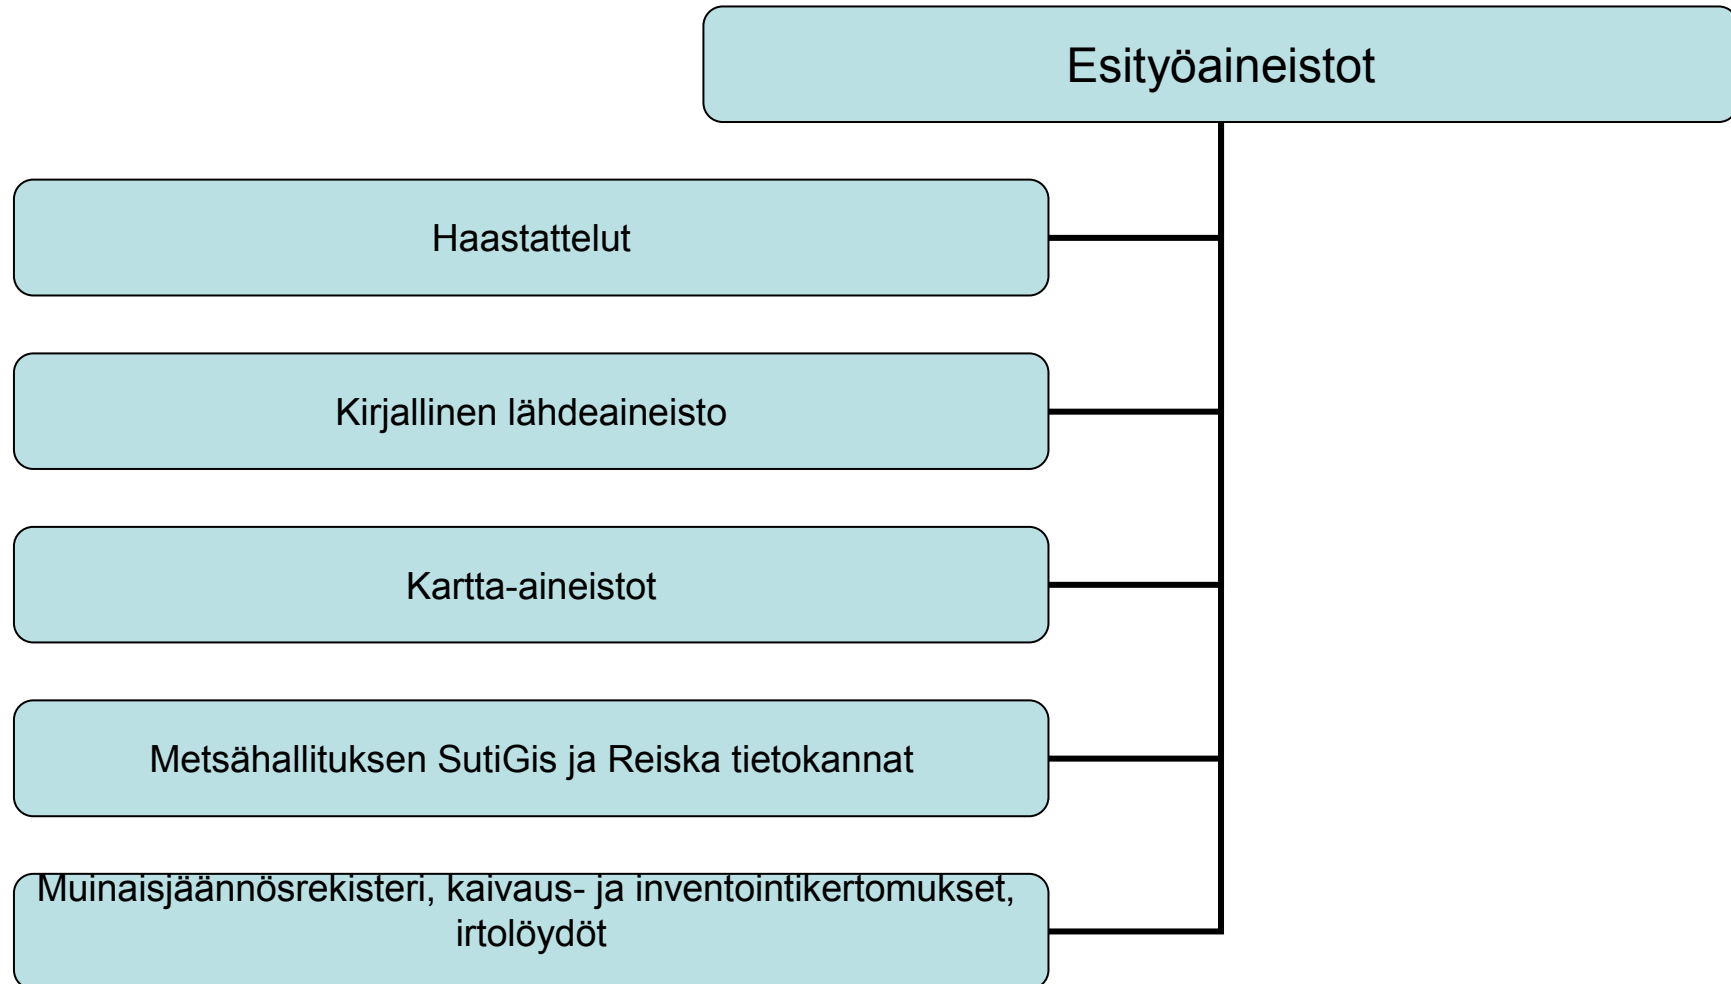 Esityöaineistot
Haastattelut
Kirjallinen lähdeaineisto
Kartta-aineistot
Metsähallituksen SutiGis ja Reiska tietokannat
Muinaisjäännösrekisteri, kaivaus- ja inventointikertomukset,
irtolöydöt